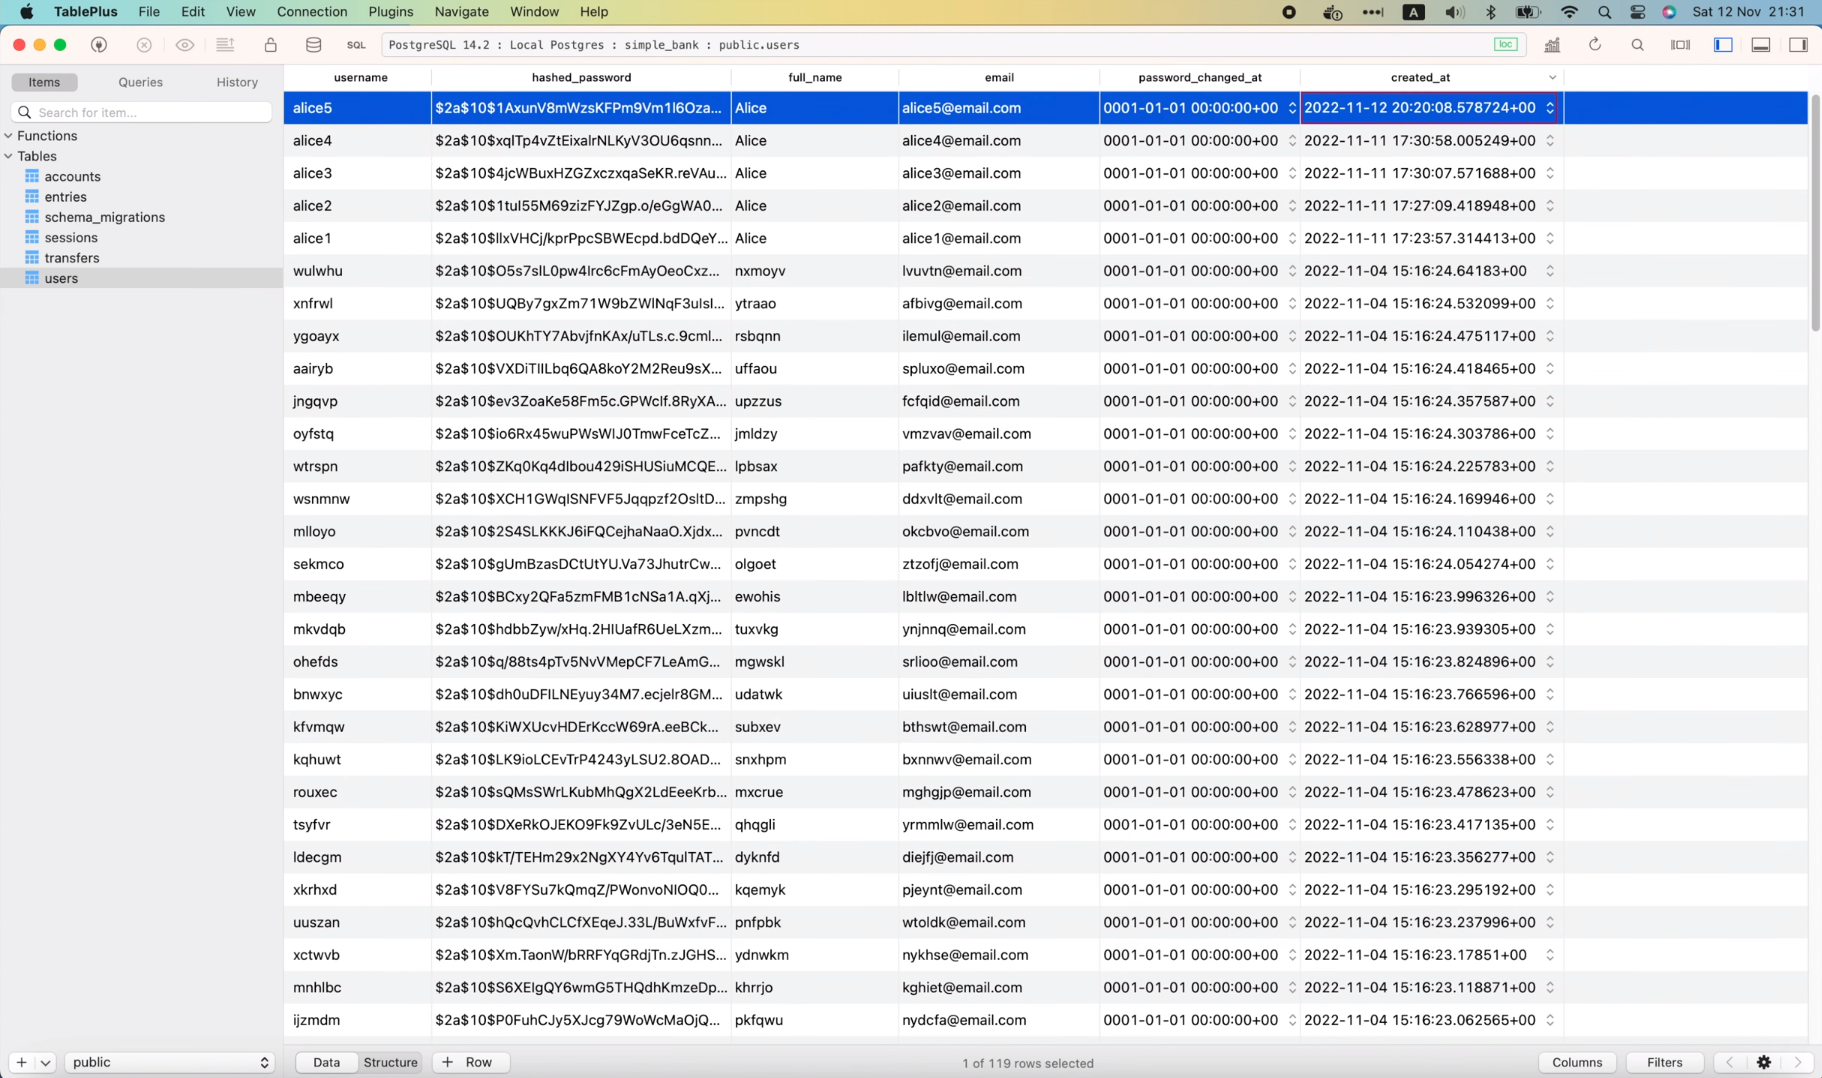 TablePlus File Edit View Connection Plugins Navigate Window Help A Sat 12 Nov 21:31
SQL PostgreSQL 14.2 : Local Postgres : simple_bank : public.users loc
Items Queries History
Search for item...
Functions
Tables
accounts
entries
schema_migrations
sessions
transfers
users
username hashed_password full_name email password_changed_at created_at
alice5 $2a$10$1AxunV8mWzsKFPm9Vm1l6Oza... Alice alice5@email.com 0001-01-01 00:00:00+00 2022-11-12 20:20:08.578724+00
alice4 $2a$10$xqlTp4vZtEixalrNLKyV3OU6qsnn... Alice alice4@email.com 0001-01-01 00:00:00+00 2022-11-11 17:30:58.005249+00
alice3 $2a$10$4jcWBuxHZGZxczxqaSeKR.reVAu... Alice alice3@email.com 0001-01-01 00:00:00+00 2022-11-11 17:30:07.571688+00
alice2 $2a$10$1tuI55M69zizFYJZgp.o/eGgWA0... Alice alice2@email.com 0001-01-01 00:00:00+00 2022-11-11 17:27:09.418948+00
alice1 $2a$10$llxVHCj/kprPpcSBWEcpd.bdDQeY... Alice alice1@email.com 0001-01-01 00:00:00+00 2022-11-11 17:23:57.314413+00
wulwhu $2a$10$O5s7slL0pw4lrc6cFmAyOeoCxz... nxmoyv lvuvtn@email.com 0001-01-01 00:00:00+00 2022-11-04 15:16:24.64183+00
xnfrwl $2a$10$UQBy7gxZm71W9bZWlNqF3ulsl... ytraao afbivg@email.com 0001-01-01 00:00:00+00 2022-11-04 15:16:24.532099+00
ygoayx $2a$10$OUKhTY7AbvjfnKAx/uTLs.c.9cml... rsbqnn ilemul@email.com 0001-01-01 00:00:00+00 2022-11-04 15:16:24.475117+00
aairyb $2a$10$VXDiTIlLbq6QA8koY2M2Reu9sX... uffaou spluxo@email.com 0001-01-01 00:00:00+00 2022-11-04 15:16:24.418465+00
jngqvp $2a$10$ev3ZoaKe58Fm5c.GPWclf.8RyXA... upzzus fcfqid@email.com 0001-01-01 00:00:00+00 2022-11-04 15:16:24.357587+00
oyfstq $2a$10$io6Rx45wuPWsWIJ0TmwFceTcZ... jmldzy vmzvav@email.com 0001-01-01 00:00:00+00 2022-11-04 15:16:24.303786+00
wtrspn $2a$10$ZKq0Kq4dlbou429iSHUSiuMCQE... lpbsax pafkty@email.com 0001-01-01 00:00:00+00 2022-11-04 15:16:24.225783+00
wsnmnw $2a$10$XCH1GWqlSNFVF5Jqqpzf2OsltD... zmpshg ddxvlt@email.com 0001-01-01 00:00:00+00 2022-11-04 15:16:24.169946+00
mlloyo $2a$10$2S4SLKKKJ6iFQCejhaNaaO.Xjdx... pvncdt okcbvo@email.com 0001-01-01 00:00:00+00 2022-11-04 15:16:24.110438+00
sekmco $2a$10$gUmBzasDCtUtYU.Va73JhutrCw... olgoet ztzofj@email.com 0001-01-01 00:00:00+00 2022-11-04 15:16:24.054274+00
mbeeqy $2a$10$BCxy2QFa5zmFMB1cNSa1A.qXj... ewohis lbltlw@email.com 0001-01-01 00:00:00+00 2022-11-04 15:16:23.996326+00
mkvdqb $2a$10$hdbbZyw/xHq.2HIUafR6UeLXzm... tuxvkg ynjnnq@email.com 0001-01-01 00:00:00+00 2022-11-04 15:16:23.939305+00
ohefds $2a$10$q/88ts4pTv5NvVMepCF7LeAmG... mgwskl srlioo@email.com 0001-01-01 00:00:00+00 2022-11-04 15:16:23.824896+00
bnwxyc $2a$10$dh0uDFILNEyuy34M7.ecjelr8GM... udatwk uiuslt@email.com 0001-01-01 00:00:00+00 2022-11-04 15:16:23.766596+00
kfvmqw $2a$10$KiWXUcvHDErKccW69rA.eeBCk... subxev bthswt@email.com 0001-01-01 00:00:00+00 2022-11-04 15:16:23.628977+00
kqhuwt $2a$10$LK9ioLCEvTrP4243yLSU2.8OAD... snxhpm bxnnwv@email.com 0001-01-01 00:00:00+00 2022-11-04 15:16:23.556338+00
rouxec $2a$10$sQMsSWrLKubMhQgX2LdEeeKrb... mxcrue mghgjp@email.com 0001-01-01 00:00:00+00 2022-11-04 15:16:23.478623+00
tsyfvr $2a$10$DXeRkOJEKO9Fk9ZvULc/3eN5E... qhqgli yrmmlw@email.com 0001-01-01 00:00:00+00 2022-11-04 15:16:23.417135+00
ldecgm $2a$10$kT/TEHm29x2NgXY4Yv6TqulTAT... dyknfd diejfj@email.com 0001-01-01 00:00:00+00 2022-11-04 15:16:23.356277+00
xkrhxd $2a$10$V8FYSu7kQmqZ/PWonvoNIOQ0... kqemyk pjeynt@email.com 0001-01-01 00:00:00+00 2022-11-04 15:16:23.295192+00
uuszan $2a$10$hQcQvhCLCfXEqeJ.33L/BuWxfvF... pnfpbk wtoldk@email.com 0001-01-01 00:00:00+00 2022-11-04 15:16:23.237996+00
xctwvb $2a$10$Xm.TaonW/bRRFYqGRdjTn.zJGHS... ydnwkm nykhse@email.com 0001-01-01 00:00:00+00 2022-11-04 15:16:23.17851+00
mnhlbc $2a$10$S6XElgQY6wmG5THQdhKmzeDp... khrrjo kghiet@email.com 0001-01-01 00:00:00+00 2022-11-04 15:16:23.118871+00
ijzmdm $2a$10$P0FuhCJy5XJcg79WoWcMaOjQ... pkfqwu nydcfa@email.com 0001-01-01 00:00:00+00 2022-11-04 15:16:23.062565+00
public Data Structure + Row 1 of 119 rows selected Columns Filters